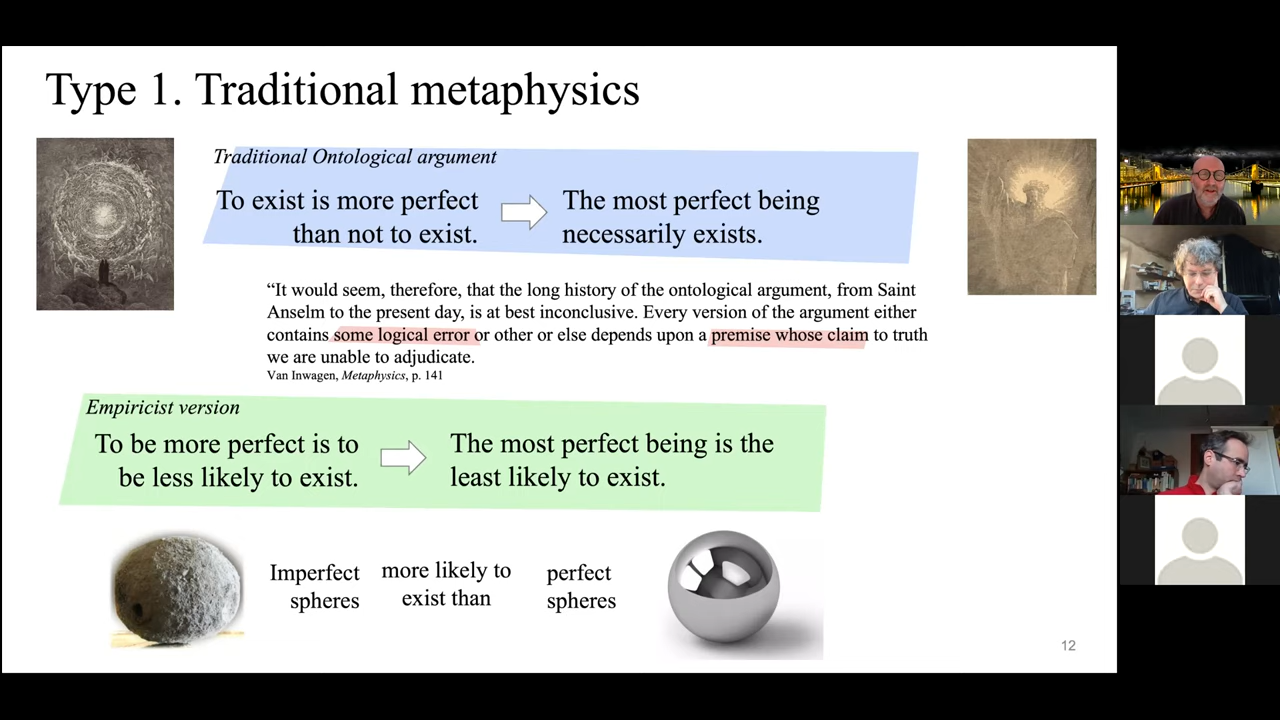 Type 1. Traditional metaphysics
Traditional Ontological argument
To exist is more perfect
than not to exist.
The most perfect being
necessarily exists.
“It would seem, therefore, that the long history of the ontological argument, from Saint
Anselm to the present day, is at best inconclusive. Every version of the argument either
contains some logical error or other or else depends upon a premise whose claim to truth
we are unable to adjudicate.
Van Inwagen, Metaphysics, p. 141
Empiricist version
To be more perfect is to
be less likely to exist.
The most perfect being is the
least likely to exist.
Imperfect
spheres
more likely to
exist than
perfect
spheres
12